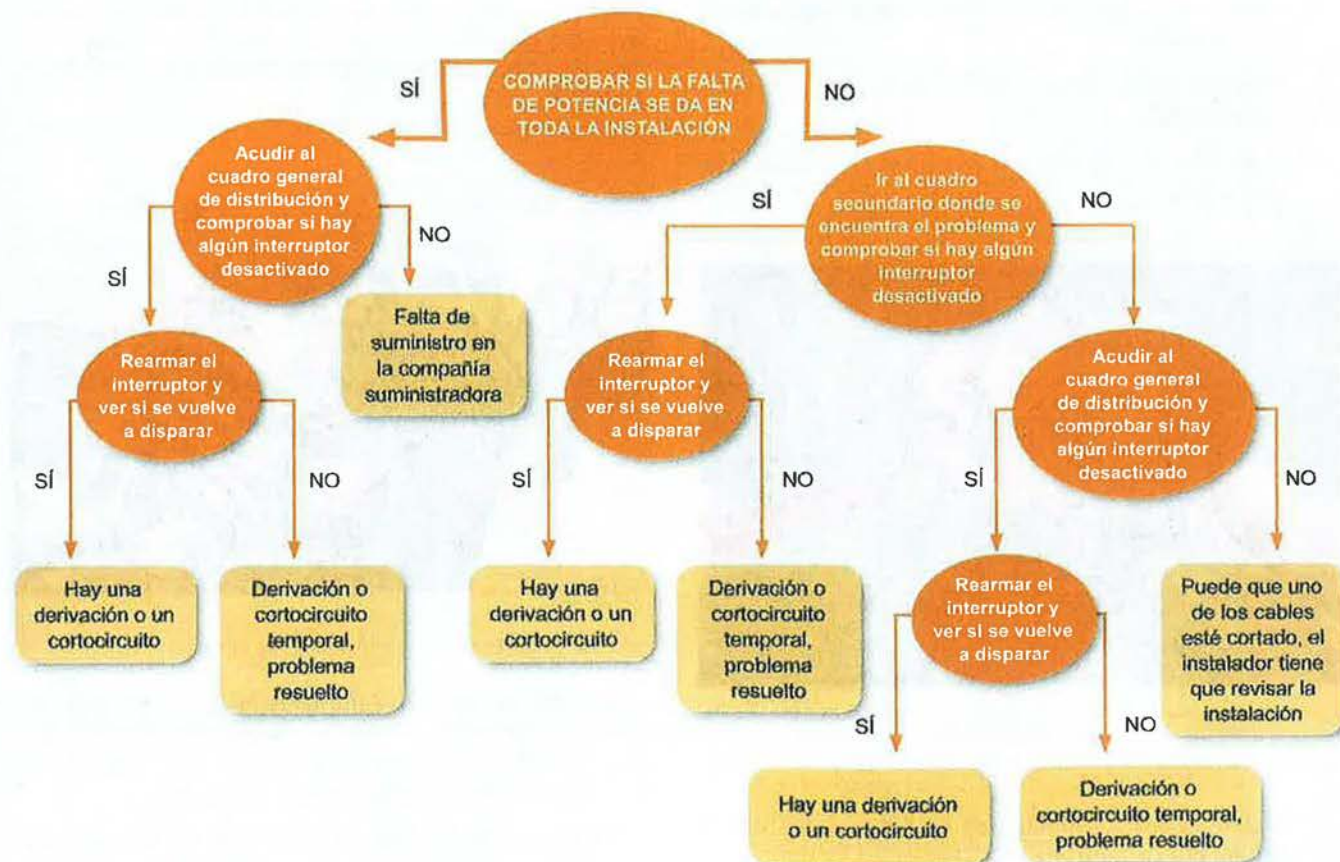 COMPROBAR SI LA FALTA
DE POTENCIA SE DA EN
TODA LA INSTALACIÓN
SÍ
NO
Acudir al
cuadro general
de distribución y
comprobar si hay
algún interruptor
desactivado
Ir al cuadro
secundario donde se
encuentra el problema y
comprobar si hay algún
interruptor
desactivado
SÍ
NO
SÍ
NO
Rearmar el
interruptor y
ver si se vuelve
a disparar
Falta de
suministro en
la compañía
suministradora
Rearmar el
interruptor y
ver si se vuelve
a disparar
Acudir al
cuadro general
de distribución y
comprobar si hay
algún interruptor
desactivado
SÍ
NO
SÍ
NO
SÍ
NO
Hay una
derivación o un
cortocircuito
Derivación o
cortocircuito
temporal,
problema
resuelto
Hay una
derivación o un
cortocircuito
Derivación o
cortocircuito
temporal,
problema
resuelto
Rearmar el
interruptor y
ver si se vuelve
a disparar
Puede que uno
de los cables
esté cortado, el
instalador tiene
que revisar la
instalación
SÍ
NO
Hay una derivación
o un cortocircuito
Derivación o
cortocircuito temporal,
problema resuelto